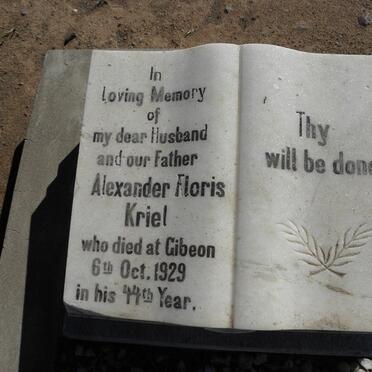 In
Loving Memory
of
my dear Husband
and our Father
Alexander Floris
Kriel
who died at Gibeon
6th Oct. 1929
in his 44th Year.
Thy
will be done